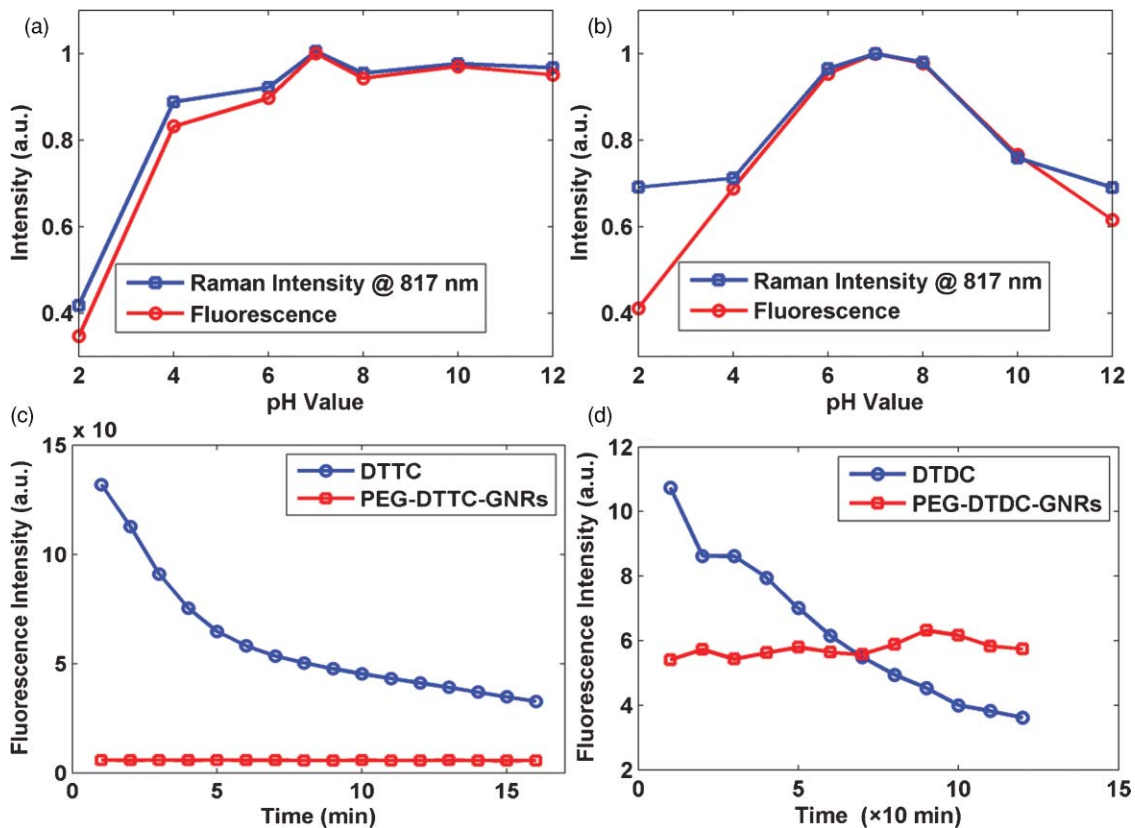 (a)
Intensity (a.u.)
1
0.8
0.6
0.4
Raman Intensity @ 817 nm
Fluorescence
2 4 6 8 10 12
pH Value
(b)
Intensity (a.u.)
1
0.8
0.6
0.4
Raman Intensity @ 817 nm
Fluorescence
2 4 6 8 10 12
pH Value
(c)
x 10
Fluorescence Intensity (a.u.)
15
10
5
0
DTTC
PEG-DTTC-GNRs
0 5 10 15
Time (min)
(d)
Fluorescence Intensity (a.u.)
12
10
8
6
4
2
DTDC
PEG-DTDC-GNRs
0 5 10 15
Time (×10 min)